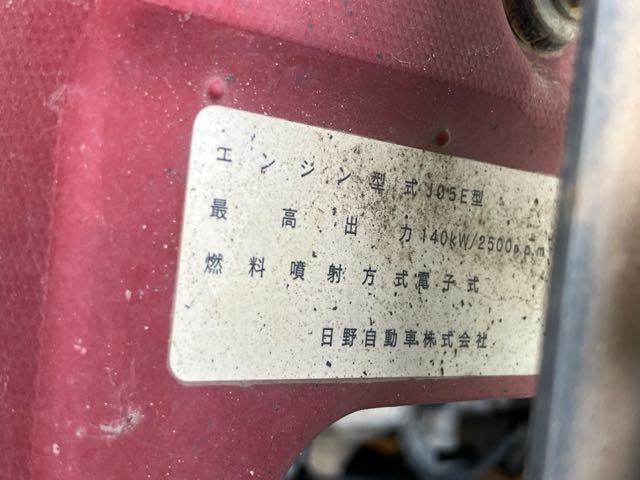 エンジン型式J05E型
最高出力140kW/2500r.p.m
燃料噴射方式電子式
日野自動車株式会社